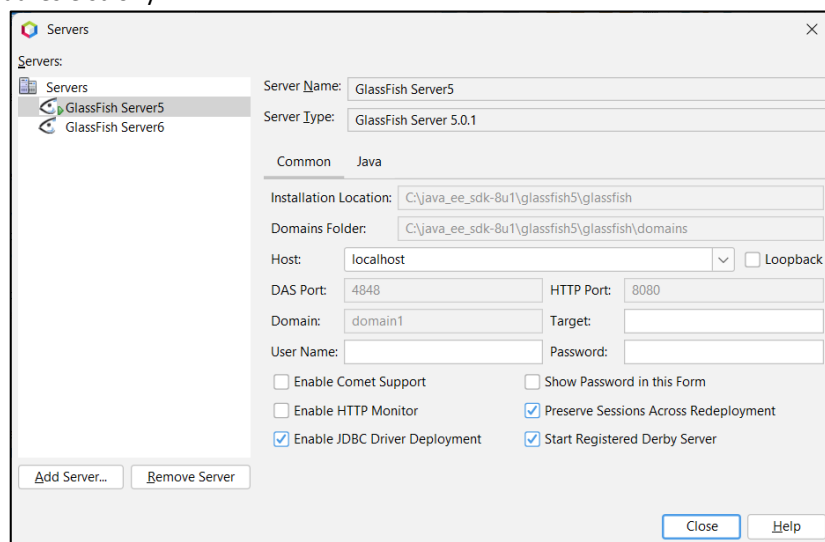 Servers
Servers:
Servers
GlassFish Server5
GlassFish Server6
Server Name: GlassFish Server5
Server Type: GlassFish Server 5.0.1
Common Java
Installation Location: C:\java_ee_sdk-8u1\glassfish5\glassfish
Domains Folder: C:\java_ee_sdk-8u1\glassfish5\glassfish\domains
Host: localhost Loopback
DAS Port: 4848 HTTP Port: 8080
Domain: domain1 Target:
User Name: Password:
Enable Comet Support Show Password in this Form
Enable HTTP Monitor Preserve Sessions Across Redeployment
Enable JDBC Driver Deployment Start Registered Derby Server
Add Server... Remove Server
Close Help